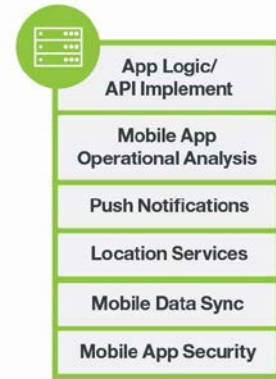 App Logic/
API Implement
Mobile App
Operational Analysis
Push Notifications
Location Services
Mobile Data Sync
Mobile App Security